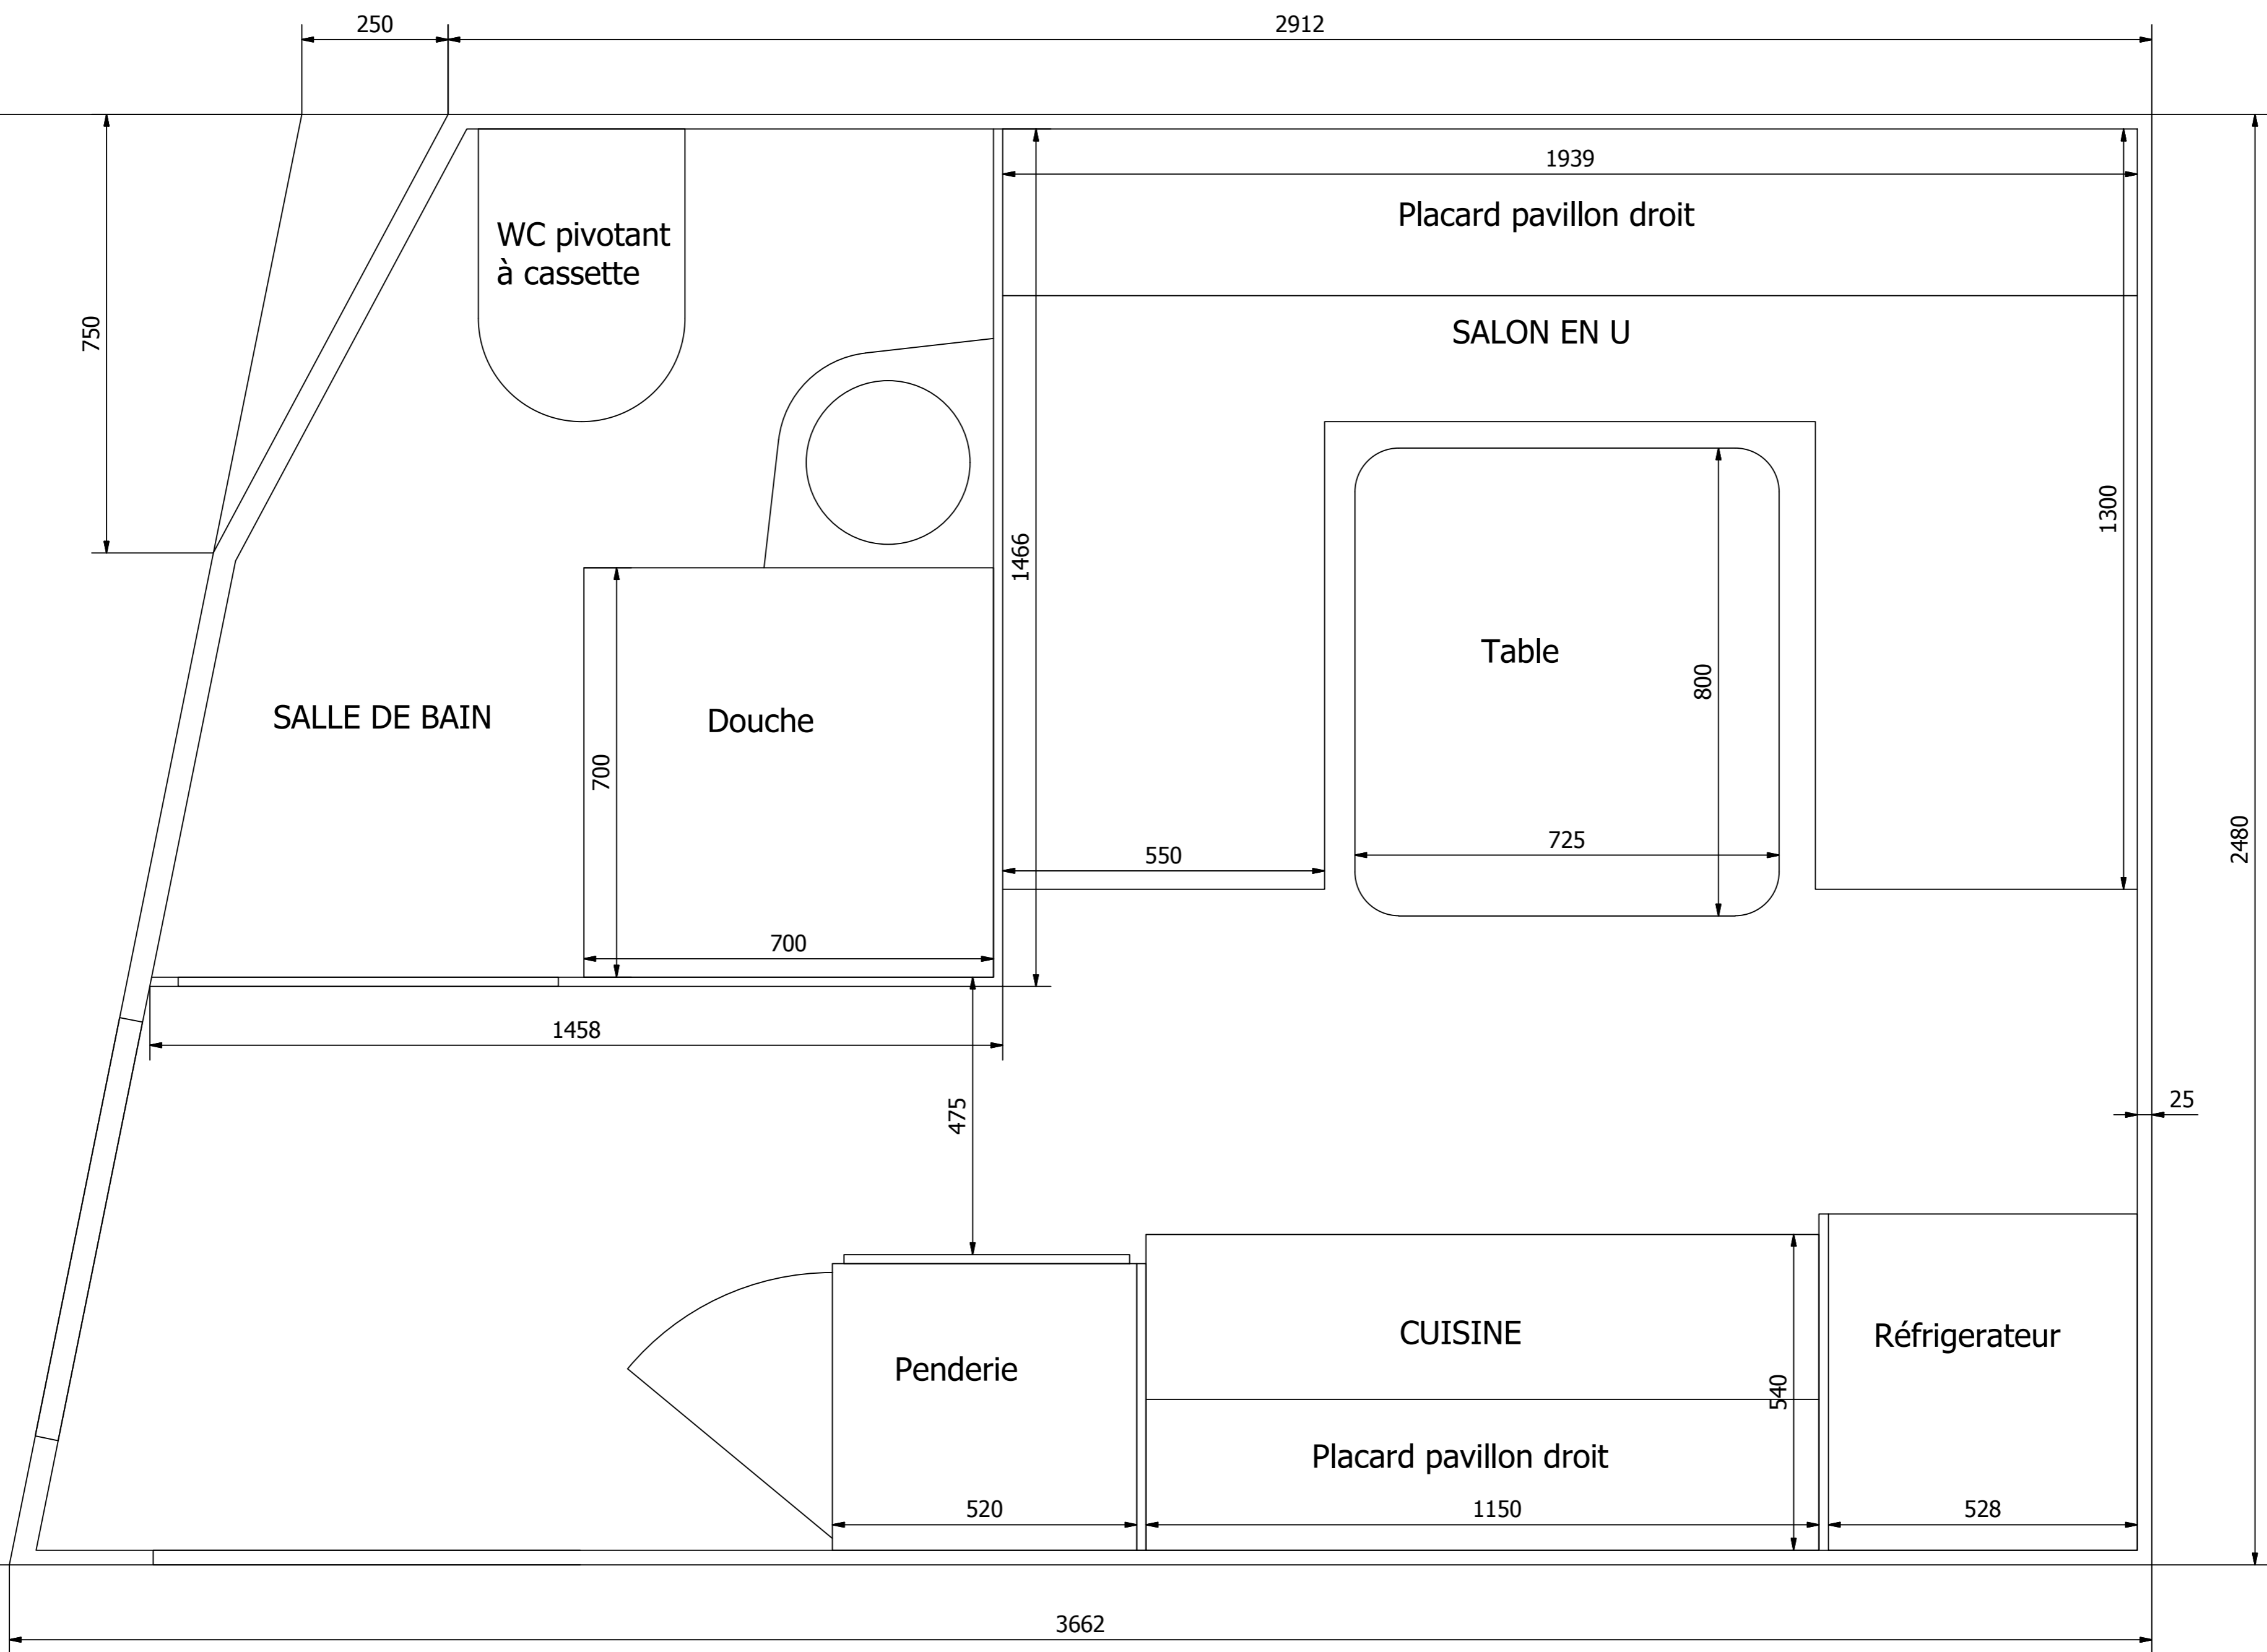 250
2912
1939
Placard pavillon droit
WC pivotant
à cassette
SALON EN U
750
1300
1466
Table
800
SALLE DE BAIN
Douche
700
725
550
2480
700
1458
475
25
CUISINE
Réfrigerateur
Penderie
540
Placard pavillon droit
520
1150
528
3662